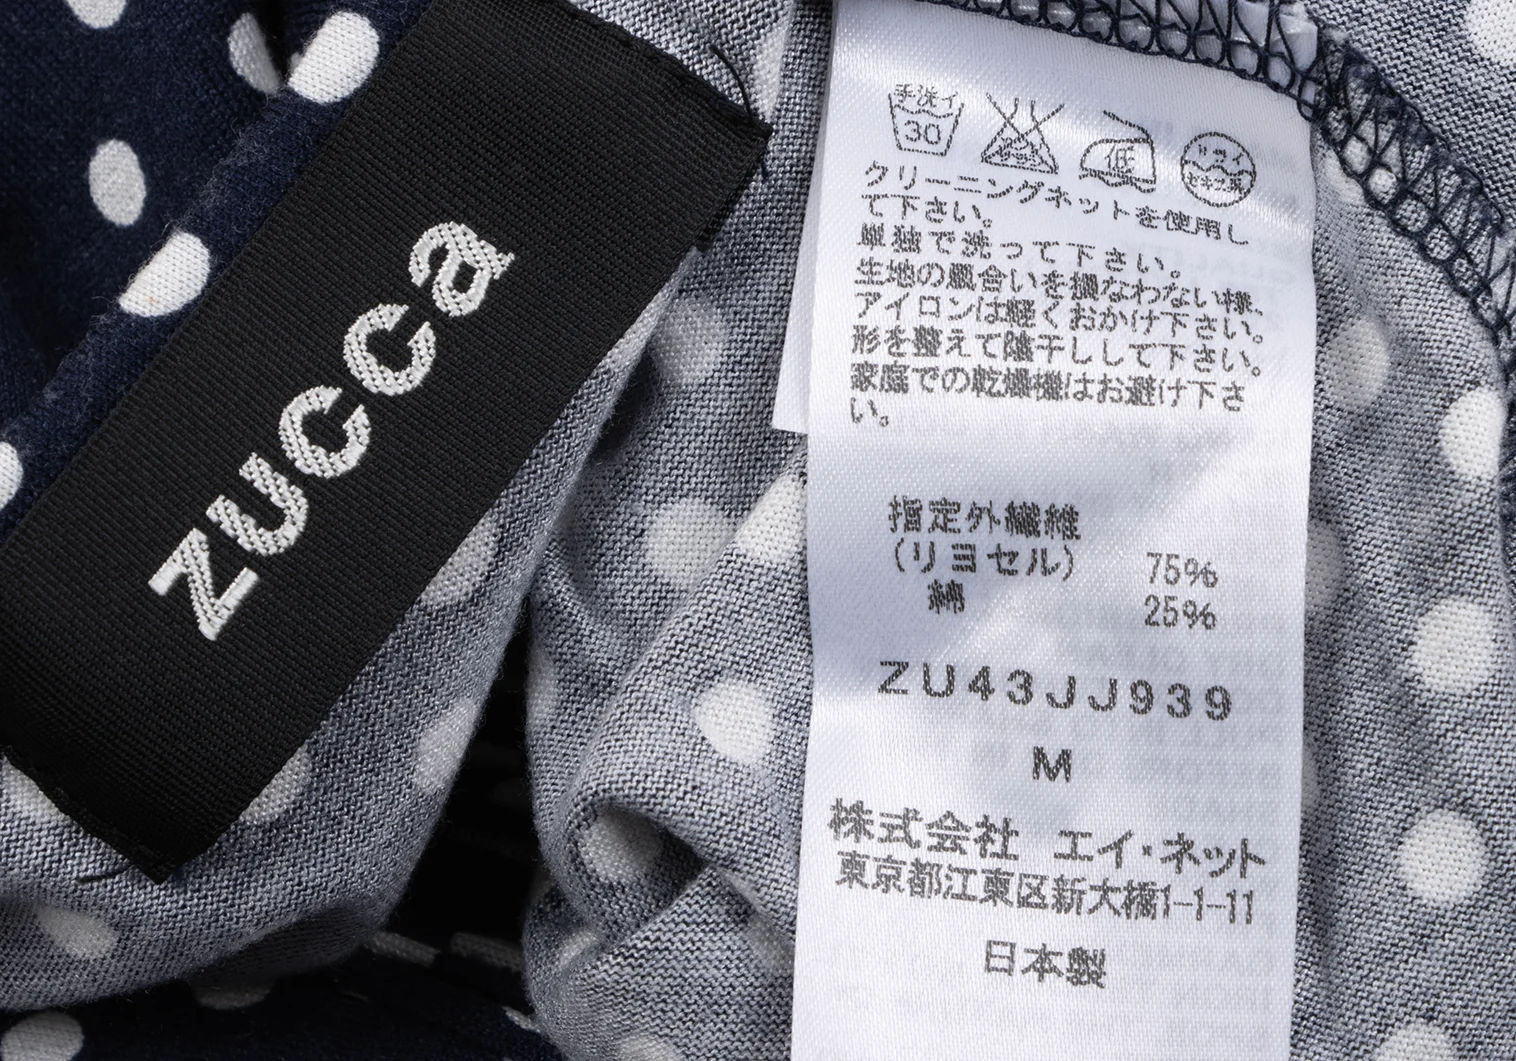 zucca
手洗イ
30
低
ドライ
セキユ系
クリーニングネットを使用し
て下さい。
単独で洗って下さい。
生地の風合いを損なわない様、
アイロンは軽くおかけ下さい。
形を整えて陰干しして下さい。
家庭での乾燥機はお避け下さ
い。
指定外繊維
(リヨセル) 75%
綿 25%
ZU43JJ939
M
株式会社 エイ・ネット
東京都江東区新大橋1-1-11
日本製